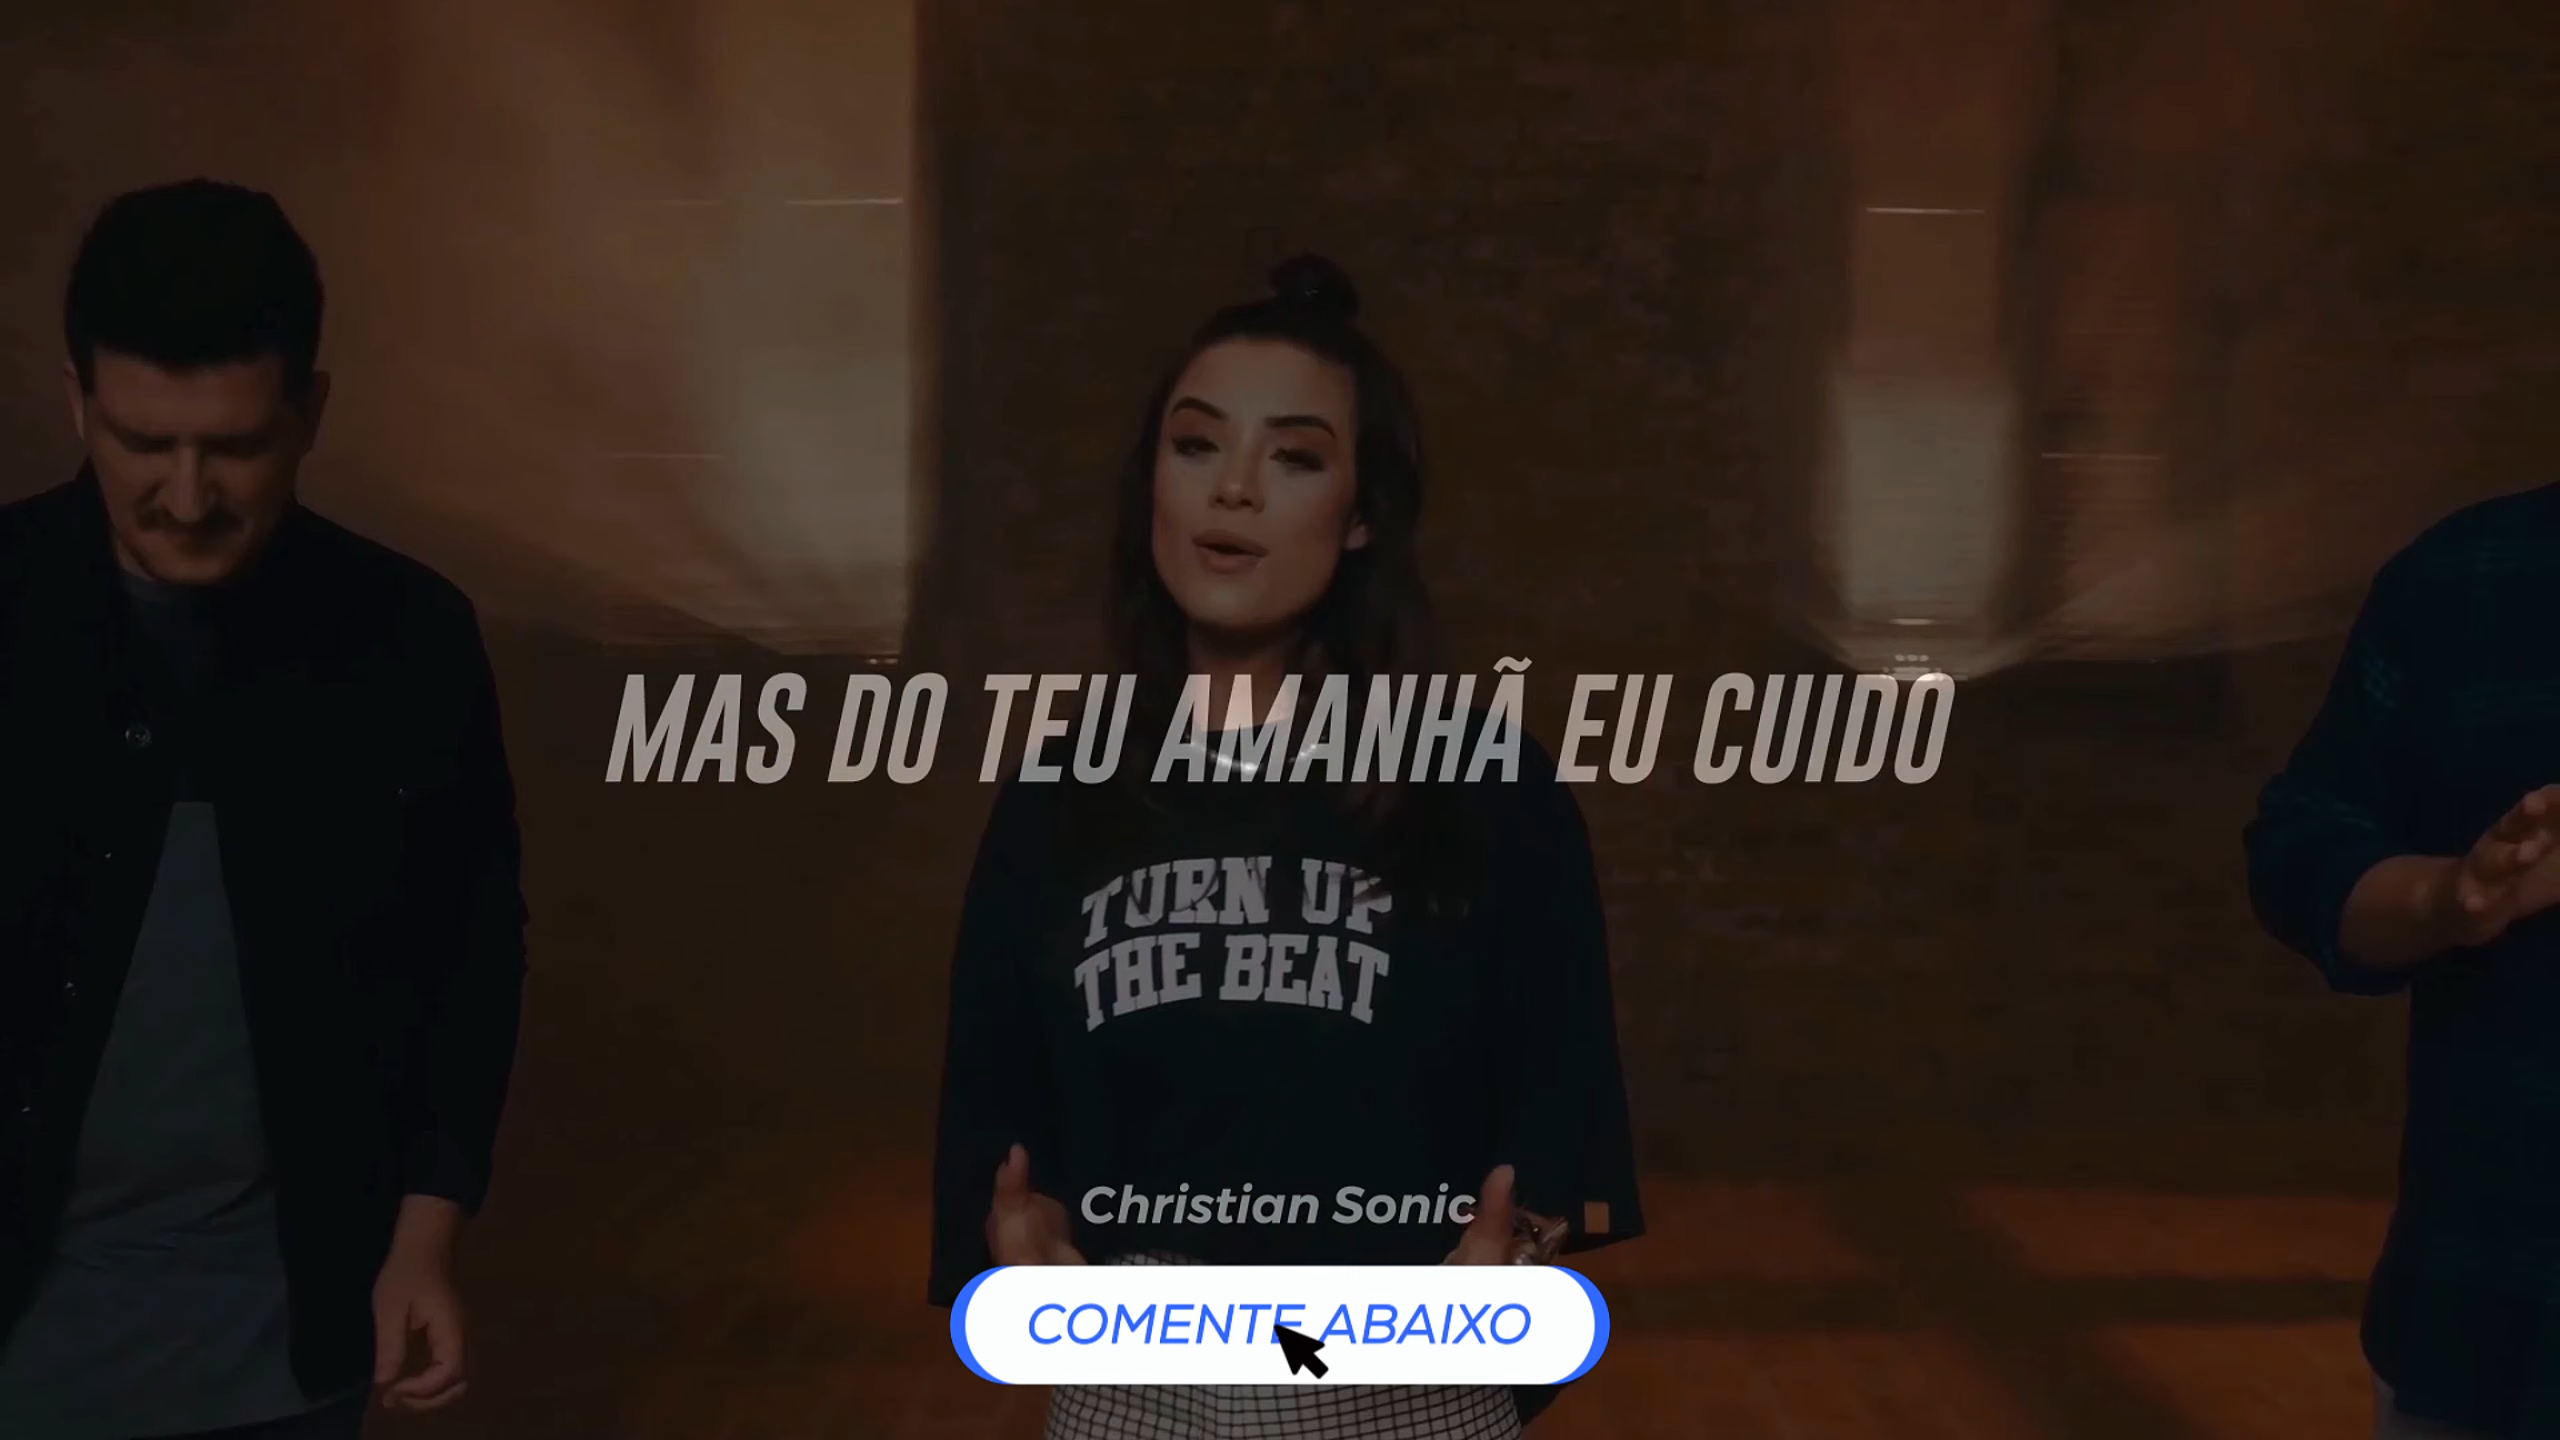 MAS DO TEU AMANHÃ EU CUIDO
TURN UP
THE BEAT
Christian Sonic
COMENTE ABAIXO